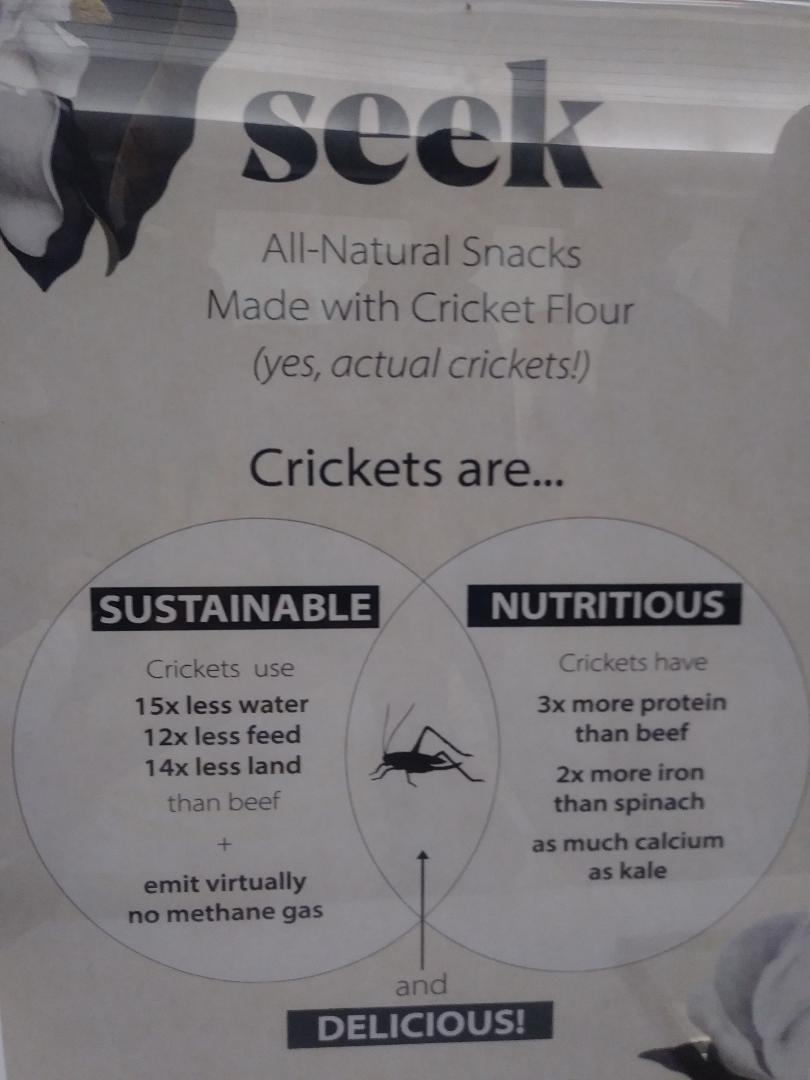 seek
All-Natural Snacks
Made with Cricket Flour
(yes, actual crickets!)
Crickets are...
SUSTAINABLE
Crickets use
15x less water
12x less feed
14x less land
than beef
+
emit virtually
no methane gas
NUTRITIOUS
Crickets have
3x more protein
than beef
2x more iron
than spinach
as much calcium
as kale
and
DELICIOUS!